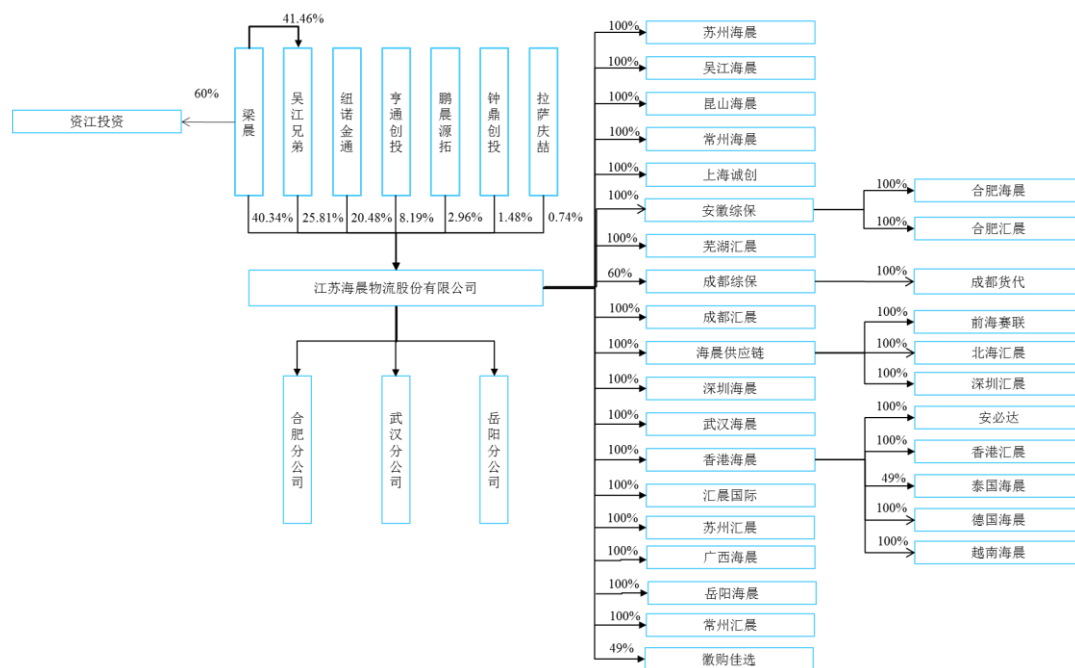 41.46%
60%
资江投资
梁晨
吴江兄弟
纽诺金通
亨通创投
鹏晨源拓
钟鼎创投
拉萨庆喆
40.34%
25.81%
20.48%
8.19%
2.96%
1.48%
0.74%
江苏海晨物流股份有限公司
合肥分公司
武汉分公司
岳阳分公司
100%
苏州海晨
100%
吴江海晨
100%
昆山海晨
100%
常州海晨
100%
上海诚创
100%
安徽综保
100%
合肥海晨
100%
合肥汇晨
100%
芜湖汇晨
60%
成都综保
100%
成都货代
100%
成都汇晨
100%
海晨供应链
100%
前海赛联
100%
北海汇晨
100%
深圳汇晨
100%
深圳海晨
100%
武汉海晨
100%
香港海晨
100%
安必达
100%
香港汇晨
49%
泰国海晨
100%
德国海晨
100%
越南海晨
100%
汇晨国际
100%
苏州汇晨
100%
广西海晨
100%
岳阳海晨
100%
常州汇晨
49%
徽购佳选